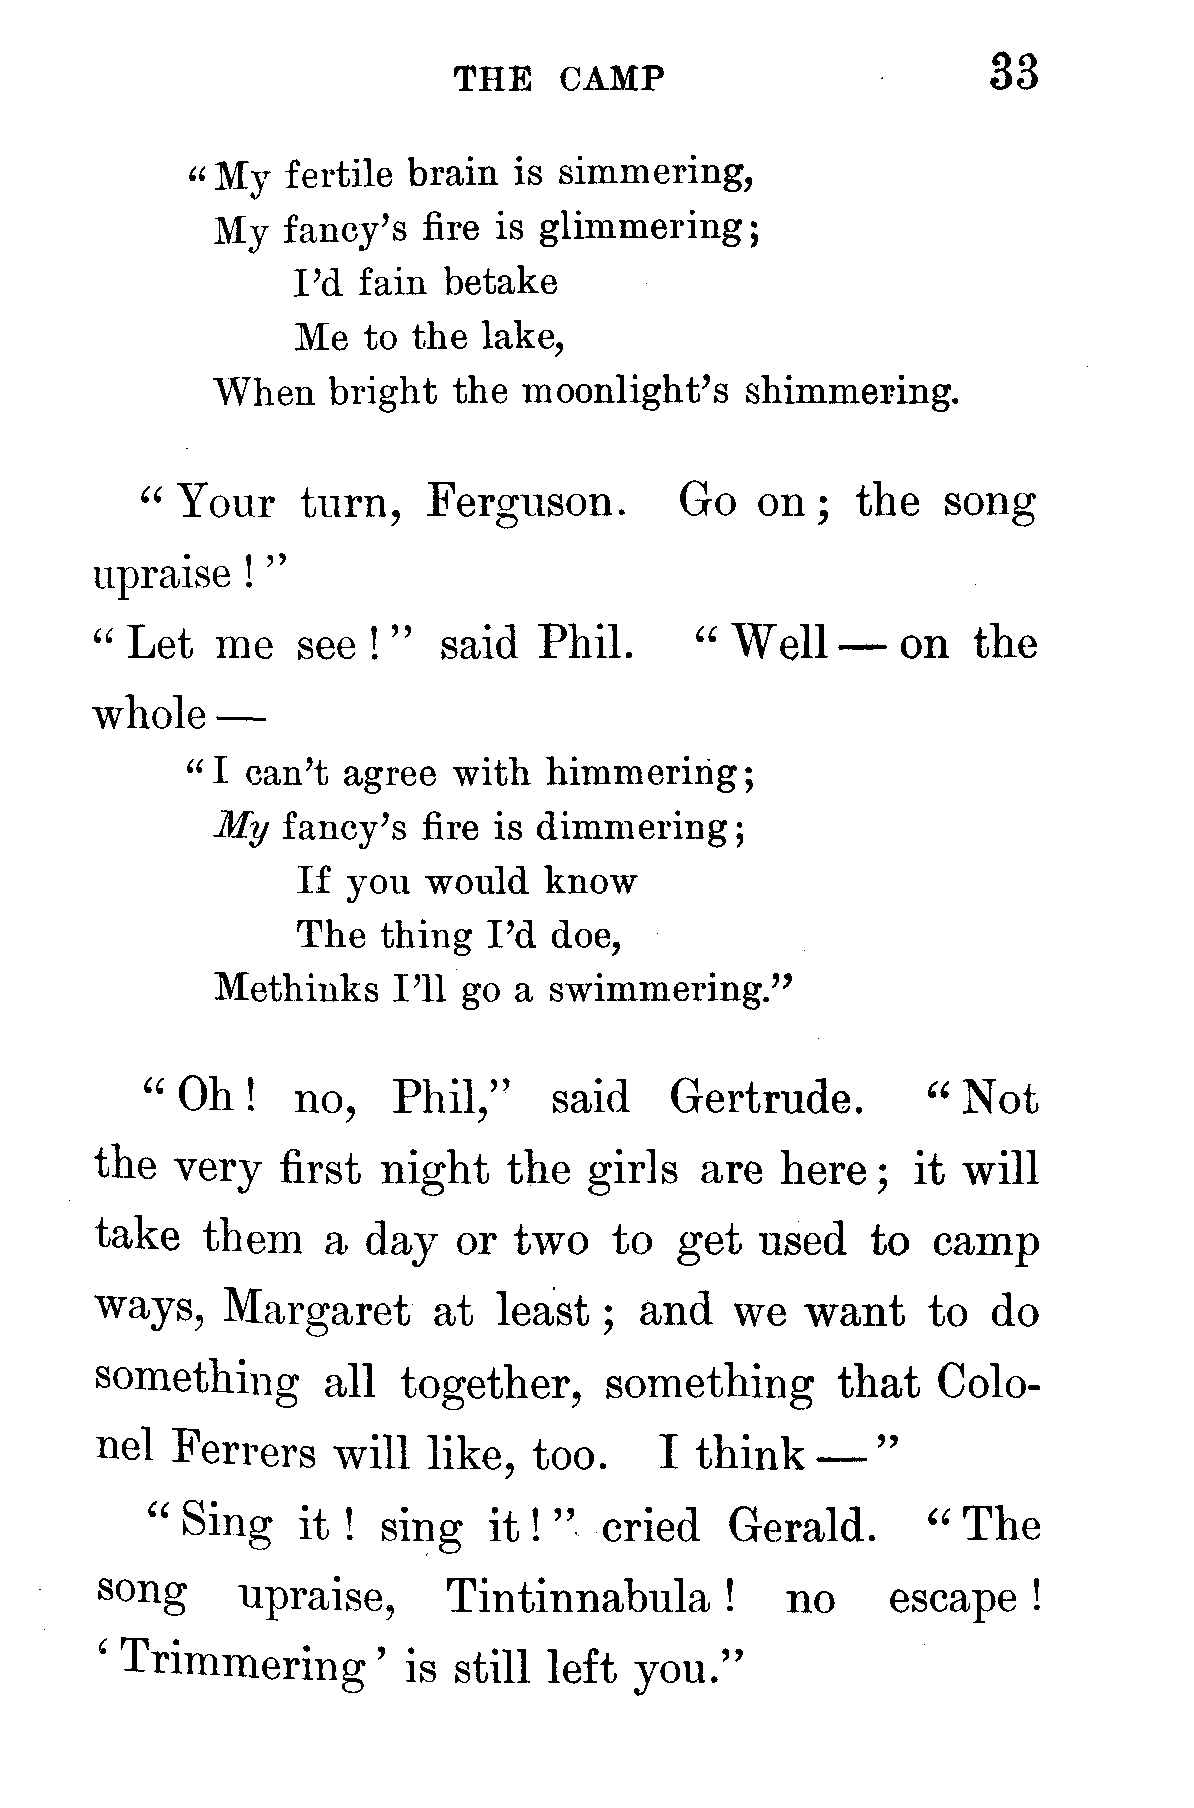 THE CAMP 33
“My fertile brain is simmering,
My fancy’s fire is glimmering;
I’d fain betake
Me to the lake,
When bright the moonlight’s shimmering.
“Your turn, Ferguson. Go on; the song
upraise!”
“Let me see!” said Phil. “Well — on the
whole —
“I can’t agree with himmering;
My fancy’s fire is dimmering;
If you would know
The thing I’d doe,
Methinks I’ll go a swimmering.”
“Oh! no, Phil,” said Gertrude. “Not
the very first night the girls are here; it will
take them a day or two to get used to camp
ways, Margaret at least; and we want to do
something all together, something that Colo-
nel Ferrers will like, too. I think —”
“Sing it! sing it!” cried Gerald. “The
song upraise, Tintinnabula! no escape!
‘Trimmering’ is still left you.”